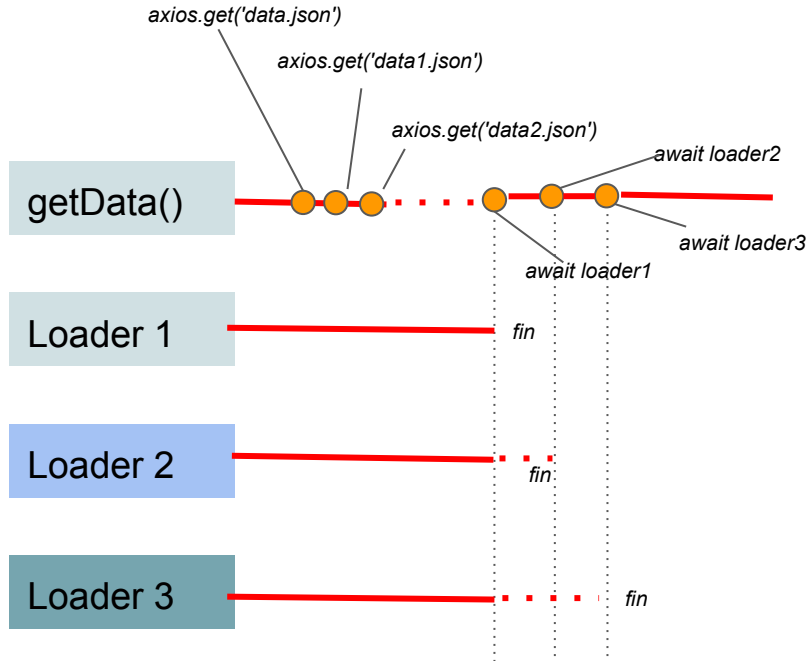 axios.get('data.json')
axios.get('data1.json')
axios.get('data2.json')
await loader2
getData()
await loader3
await loader1
Loader 1
fin
Loader 2
fin
Loader 3
fin